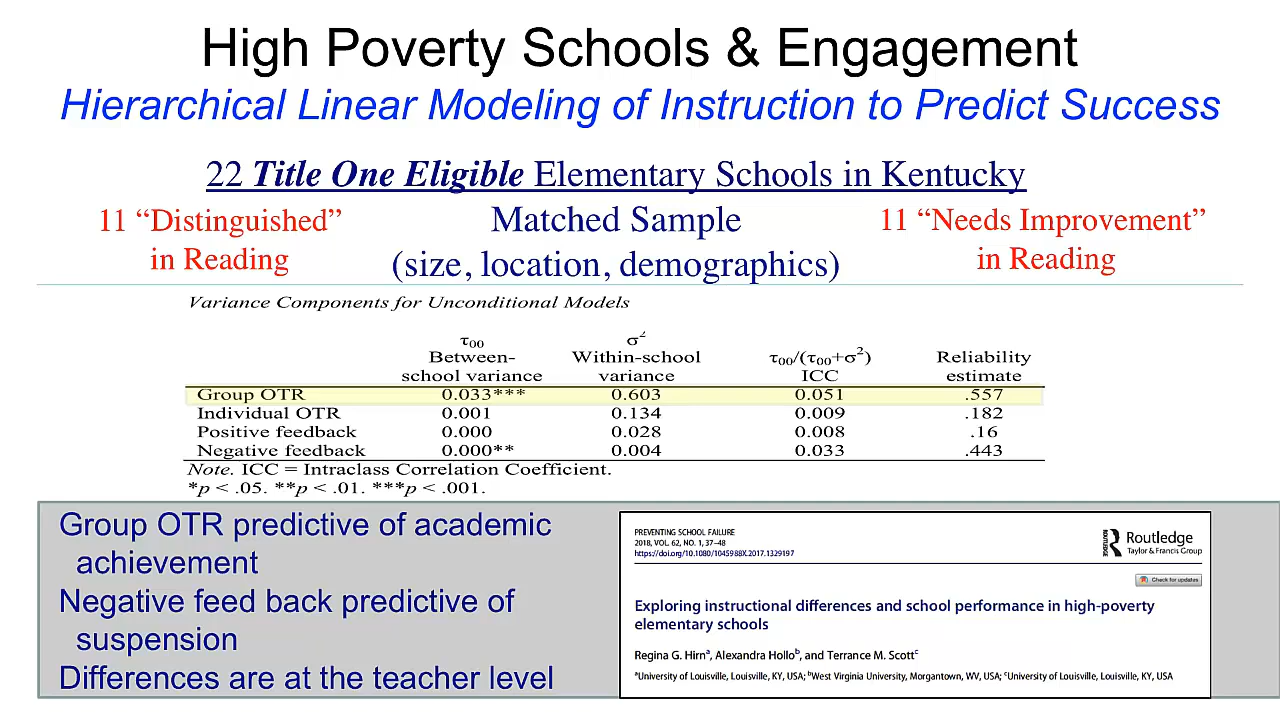 High Poverty Schools & Engagement
Hierarchical Linear Modeling of Instruction to Predict Success
22 Title One Eligible Elementary Schools in Kentucky
11 “Distinguished”
in Reading
Matched Sample
(size, location, demographics)
11 “Needs Improvement”
in Reading
Variance Components for Unconditional Models
τ00 σ²
Between- Within-school τ00/(τ00+σ²) Reliability
school variance variance ICC estimate
Group OTR 0.033*** 0.603 0.051 .557
Individual OTR 0.001 0.134 0.009 .182
Positive feedback 0.000 0.028 0.008 .16
Negative feedback 0.000** 0.004 0.033 .443
Note. ICC = Intraclass Correlation Coefficient.
*p < .05. **p < .01. ***p < .001.
Group OTR predictive of academic
achievement
Negative feed back predictive of
suspension
Differences are at the teacher level
PREVENTING SCHOOL FAILURE
2018, VOL. 62, NO. 1, 37–48
https://doi.org/10.1080/1045988X.2017.1329197
ROUTLEDGE
Routledge
Taylor & Francis Group
Check for updates
Exploring instructional differences and school performance in high-poverty
elementary schools
Regina G. Hirnᵃ, Alexandra Holloᵇ, and Terrance M. Scottᶜ
ᵃUniversity of Louisville, Louisville, KY, USA; ᵇWest Virginia University, Morgantown, WV, USA; ᶜUniversity of Louisville, Louisville, KY, USA